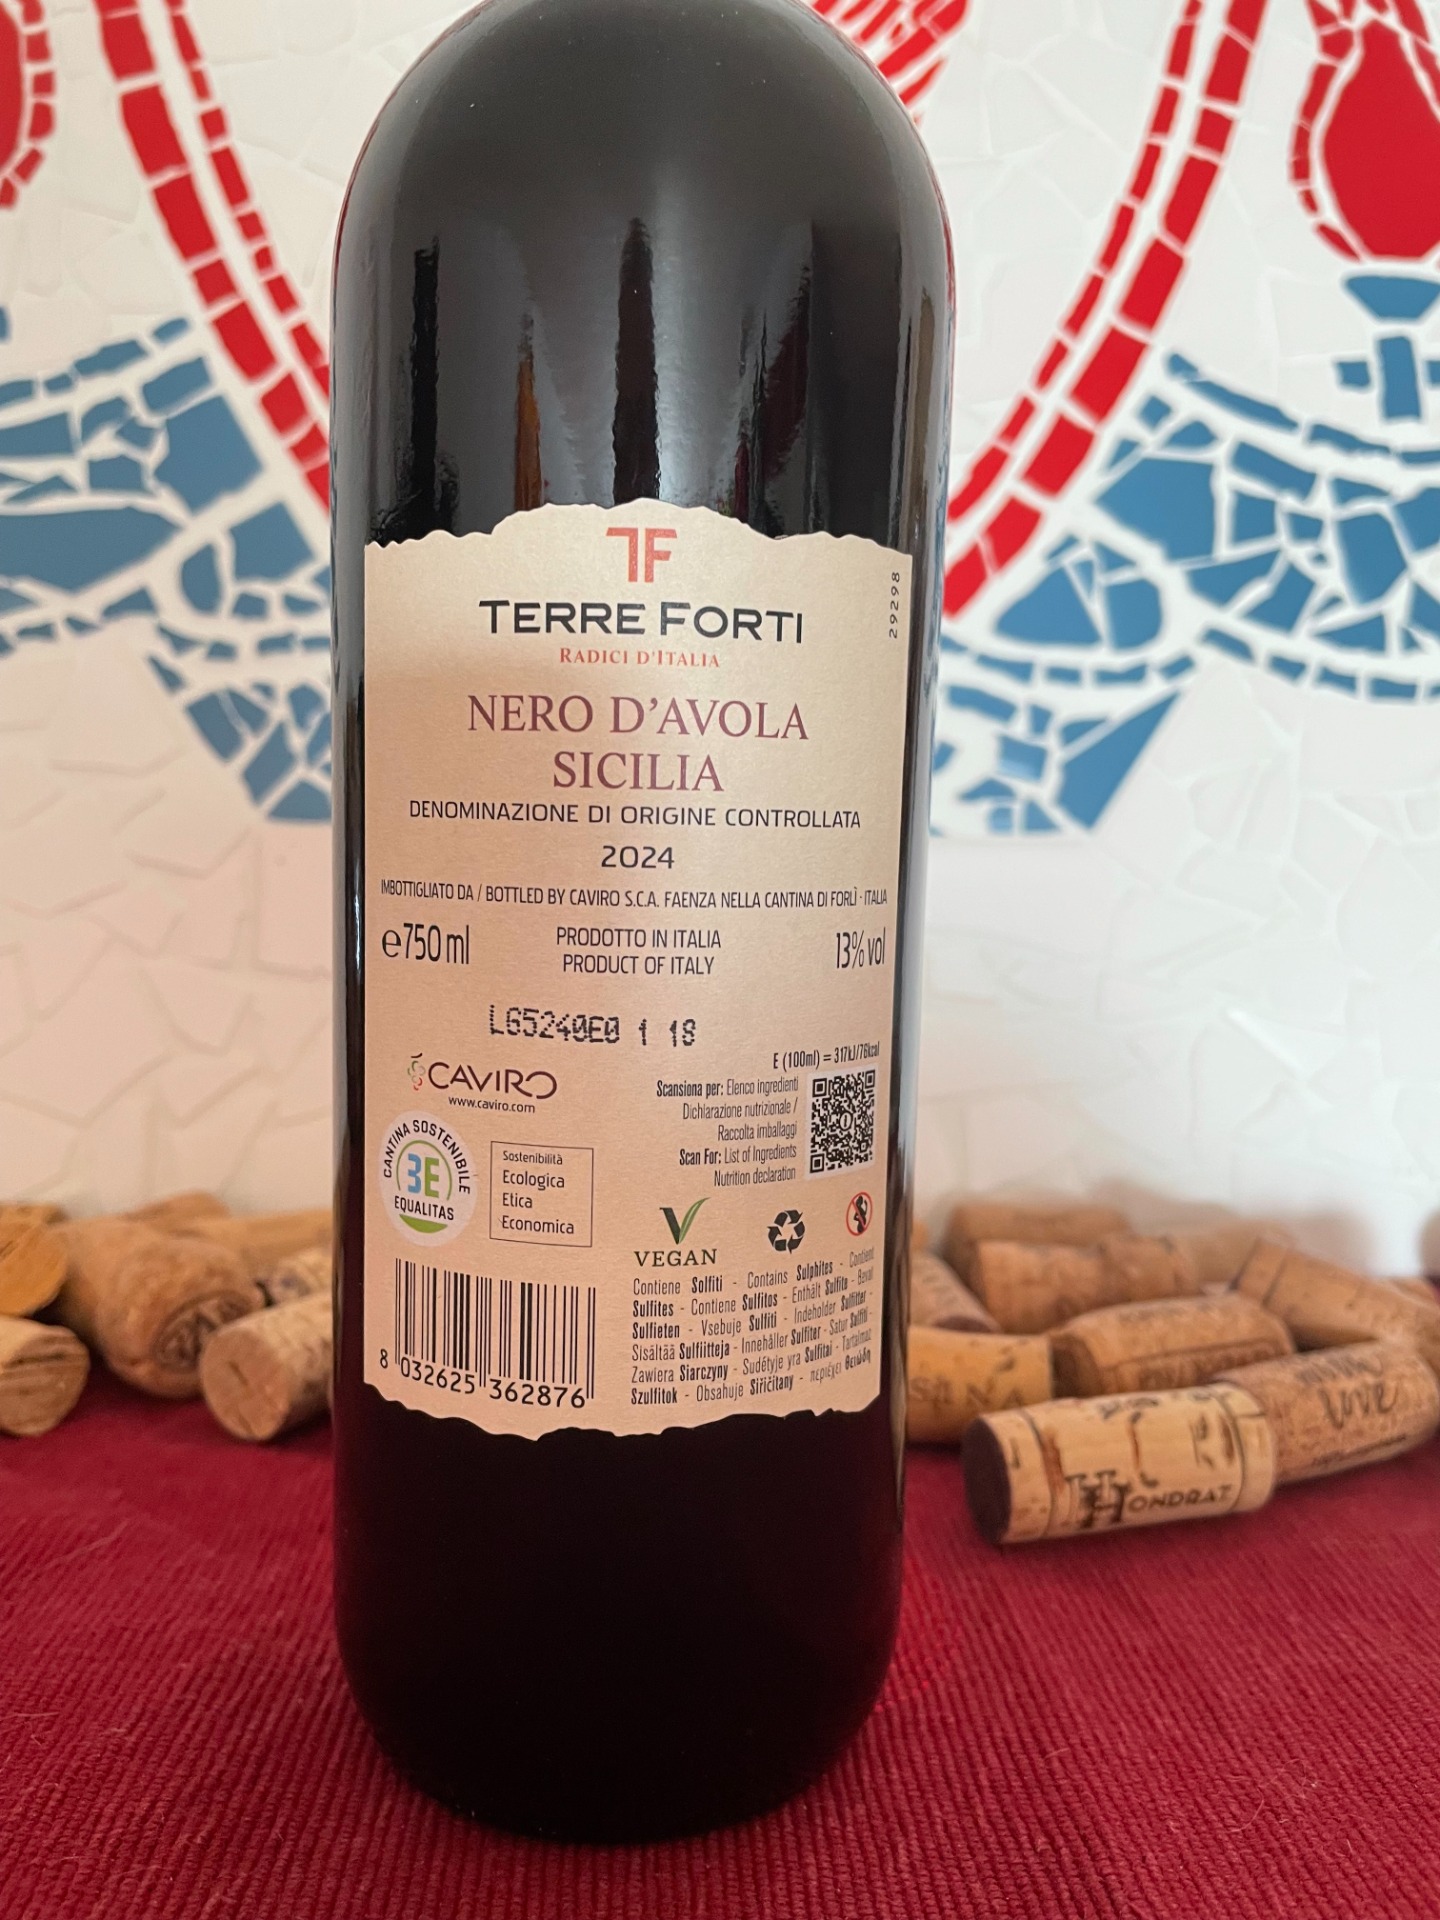 TF
TERRE FORTI
RADICI D'ITALIA
29298
NERO D'AVOLA
SICILIA
DENOMINAZIONE DI ORIGINE CONTROLLATA
2024
IMBOTTIGLIATO DA / BOTTLED BY CAVIRO S.C.A. FAENZA NELLA CANTINA DI FORLÌ - ITALIA
e750 ml
PRODOTTO IN ITALIA
PRODUCT OF ITALY
13% vol
L65240E0 1 18
E (100ml) = 317kJ/76kcal
CAVIRO
www.caviro.com
Scansiona per: Elenco ingredienti
Dichiarazione nutrizionale /
Raccolta imballaggi
Scan For: List of Ingredients
Nutrition declaration
CANTINA SOSTENIBILE
3E
EQUALITAS
Sostenibilità
Ecologica
Etica
Economica
VEGAN
Contiene Solfiti - Contains Sulphites - Contient
Sulfites - Contiene Sulfitos - Enthält Sulfite - Bevat
Sulfieten - Vsebuje Sulfiti - Indeholder Sulfitter -
Sisältää Sulfiitteja - Innehåller Sulfiter - Satur Sulfiti -
Zawiera Siarczyny - Sudėtyje yra Sulfitai - Tartalmaz
Szulfitok - Obsahuje Siřičitany - περιέχει θειώδη
8 032625 362876
HONDRAT
love